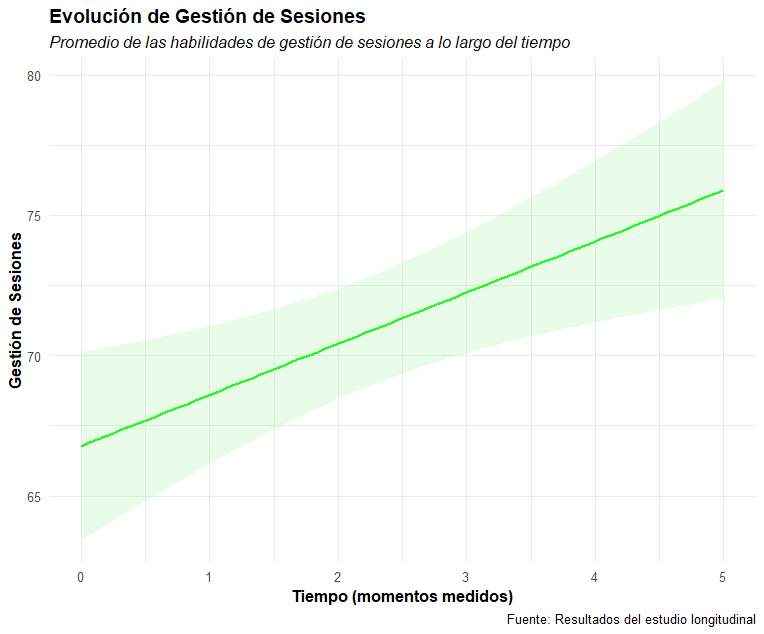 Evolución de Gestión de Sesiones
Promedio de las habilidades de gestión de sesiones a lo largo del tiempo
80
75
70
65
Gestión de Sesiones
0 1 2 3 4 5
Tiempo (momentos medidos)
Fuente: Resultados del estudio longitudinal